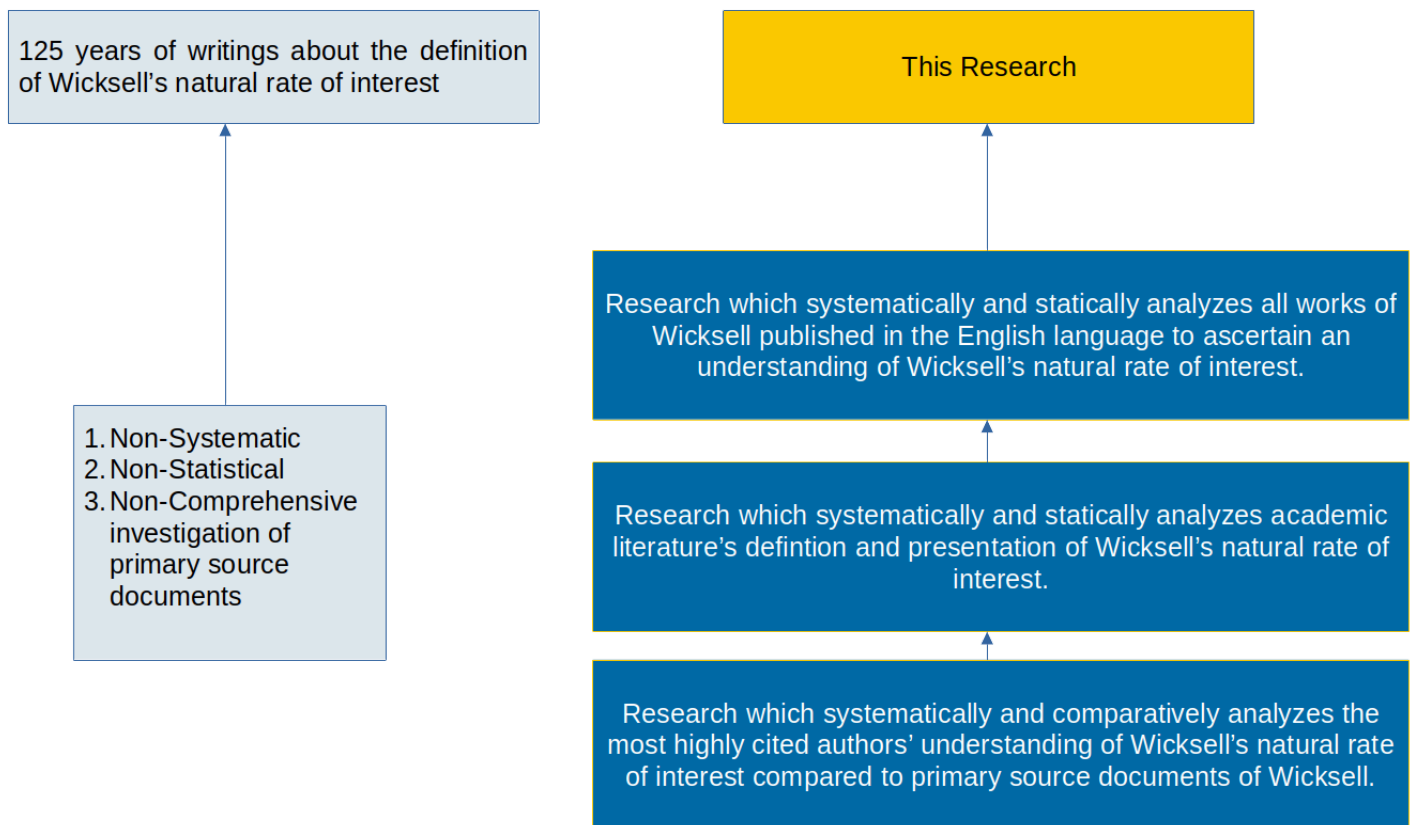 125 years of writings about the definition
of Wicksell’s natural rate of interest
This Research
Research which systematically and statically analyzes all works of
Wicksell published in the English language to ascertain an
understanding of Wicksell’s natural rate of interest.
1. Non-Systematic
2. Non-Statistical
3. Non-Comprehensive
investigation of
primary source
documents
Research which systematically and statically analyzes academic
literature’s defintion and presentation of Wicksell’s natural rate of
interest.
Research which systematically and comparatively analyzes the
most highly cited authors’ understanding of Wicksell’s natural rate
of interest compared to primary source documents of Wicksell.